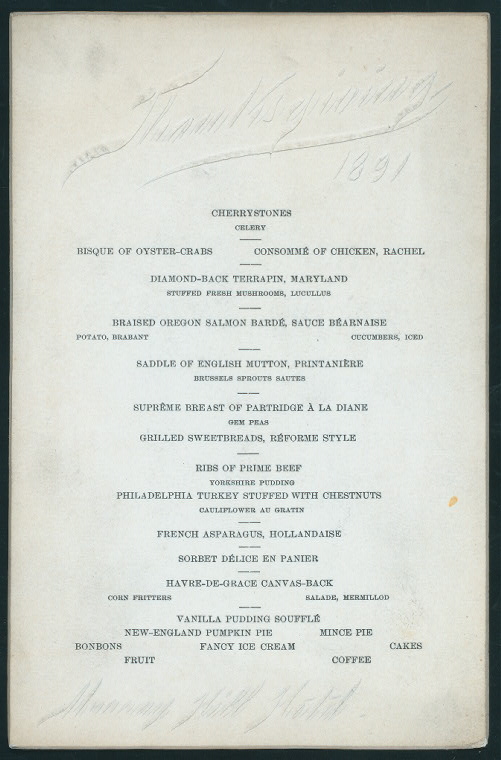 Thanksgiving
1891
CHERRYSTONES
CELERY
BISQUE OF OYSTER-CRABS CONSOMMÉ OF CHICKEN, RACHEL
DIAMOND-BACK TERRAPIN, MARYLAND
STUFFED FRESH MUSHROOMS, LUCULLUS
BRAISED OREGON SALMON BARDÉ, SAUCE BÉARNAISE
POTATO, BRABANT CUCUMBERS, ICED
SADDLE OF ENGLISH MUTTON, PRINTANIÈRE
BRUSSELS SPROUTS SAUTES
SUPRÊME BREAST OF PARTRIDGE À LA DIANE
GEM PEAS
GRILLED SWEETBREADS, RÉFORME STYLE
RIBS OF PRIME BEEF
YORKSHIRE PUDDING
PHILADELPHIA TURKEY STUFFED WITH CHESTNUTS
CAULIFLOWER AU GRATIN
FRENCH ASPARAGUS, HOLLANDAISE
SORBET DÉLICE EN PANIER
HAVRE-DE-GRACE CANVAS-BACK
CORN FRITTERS SALADE, MERMILLOD
VANILLA PUDDING SOUFFLÉ
NEW-ENGLAND PUMPKIN PIE MINCE PIE
BONBONS FANCY ICE CREAM CAKES
FRUIT COFFEE
Murray Hill Hotel